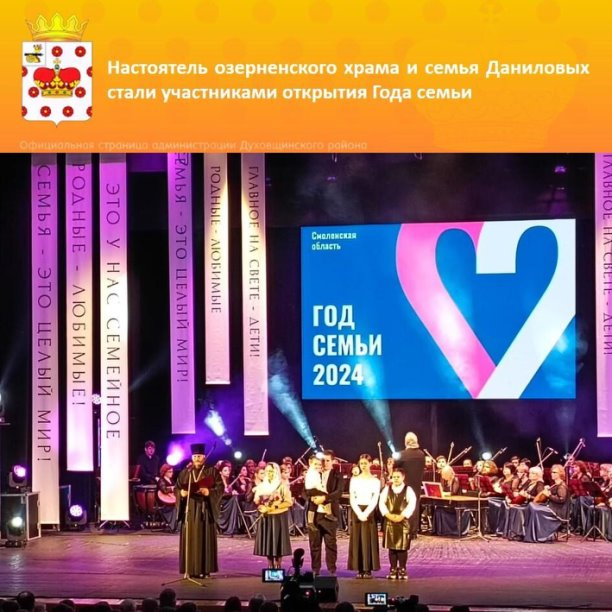 Настоятель озерненского храма и семья Даниловых
стали участниками открытия Года семьи
Официальная страница администрации Духовщинского района
СЕМЬЯ - ЭТО ЦЕЛЫЙ МИР!
РОДНЫЕ - ЛЮБИМЫЕ!
ЭТО У НАС СЕМЕЙНОЕ
СЕМЬЯ - ЭТО ЦЕЛЫЙ МИР!
РОДНЫЕ - ЛЮБИМЫЕ
ГЛАВНОЕ НА СВЕТЕ - ДЕТИ!
Смоленская
область
ГОД
СЕМЬИ
2024
ГЛАВНОЕ НА СВЕТЕ - ДЕТИ!